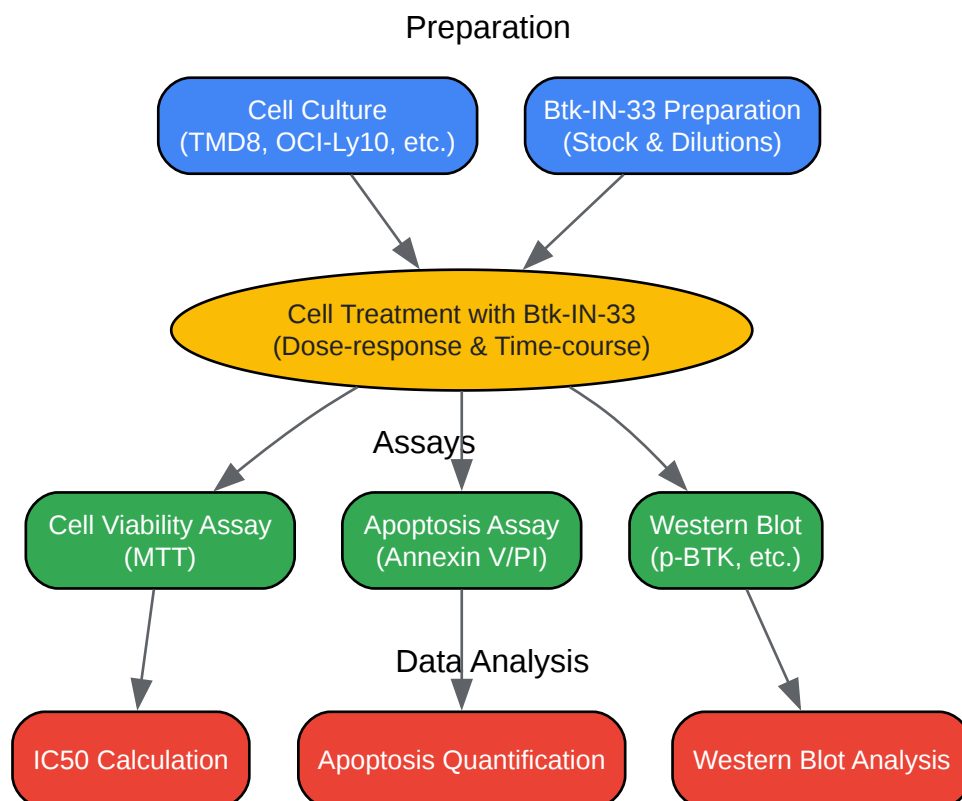 Preparation
Cell Culture
(TMD8, OCI-Ly10, etc.)
Btk-IN-33 Preparation
(Stock & Dilutions)
Cell Treatment with Btk-IN-33
(Dose-response & Time-course)
Assays
Cell Viability Assay
(MTT)
Apoptosis Assay
(Annexin V/PI)
Western Blot
(p-BTK, etc.)
Data Analysis
IC50 Calculation
Apoptosis Quantification
Western Blot Analysis